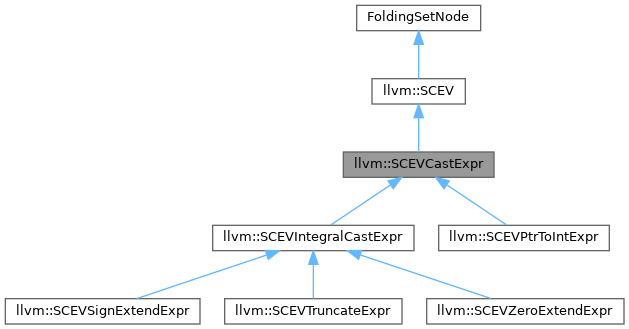 FoldingSetNode
llvm::SCEV
llvm::SCEVCastExpr
llvm::SCEVIntegralCastExpr
llvm::SCEVPtrToIntExpr
llvm::SCEVSignExtendExpr
llvm::SCEVTruncateExpr
llvm::SCEVZeroExtendExpr